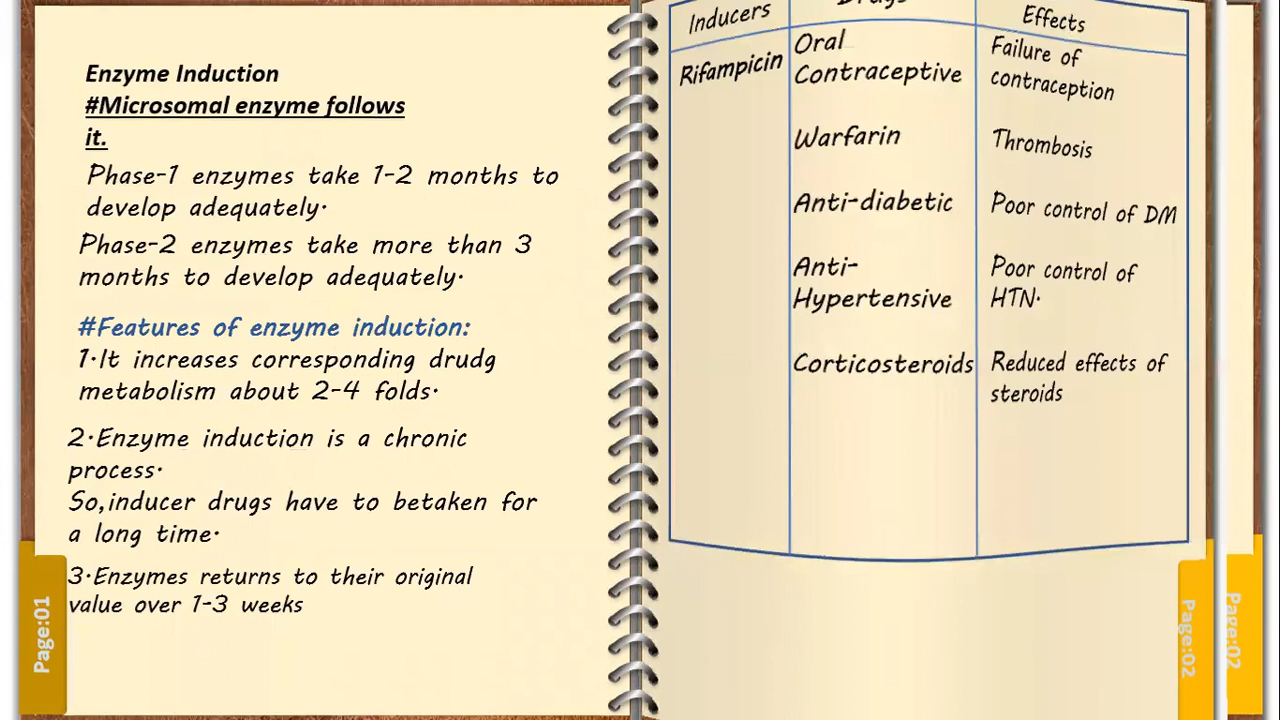 Enzyme Induction
#Microsomal enzyme follows
it.
Phase-1 enzymes take 1-2 months to
develop adequately.
Phase-2 enzymes take more than 3
months to develop adequately.
#Features of enzyme induction:
1.It increases corresponding drudg
metabolism about 2-4 folds.
2.Enzyme induction is a chronic
process.
So,inducer drugs have to betaken for
a long time.
3.Enzymes returns to their original
value over 1-3 weeks
Page:01
Inducers Drugs Effects
Rifampicin Oral Failure of
Contraceptive contraception
Warfarin Thrombosis
Anti-diabetic Poor control of DM
Anti- Poor control of
Hypertensive HTN.
Corticosteroids Reduced effects of
steroids
Page:02
Page:02